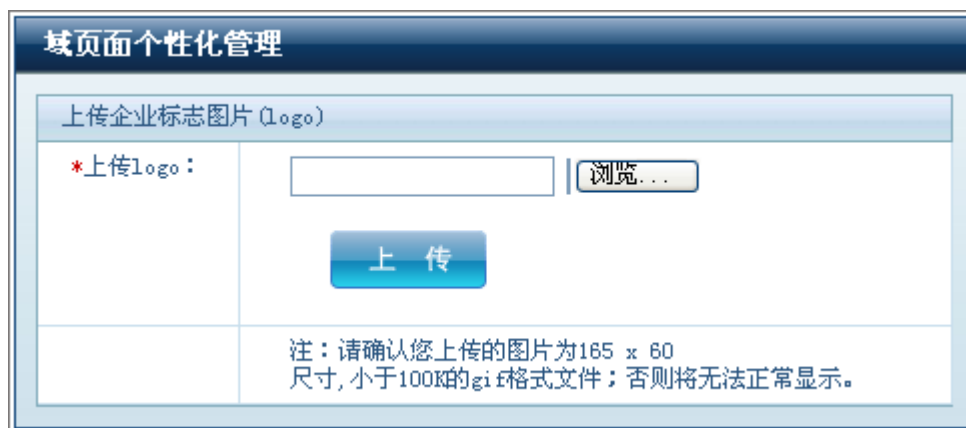 域页面个性化管理
上传企业标志图片(logo)
*上传logo：
浏览...
上 传
注：请确认您上传的图片为165 x 60
尺寸,小于100K的gif格式文件；否则将无法正常显示。